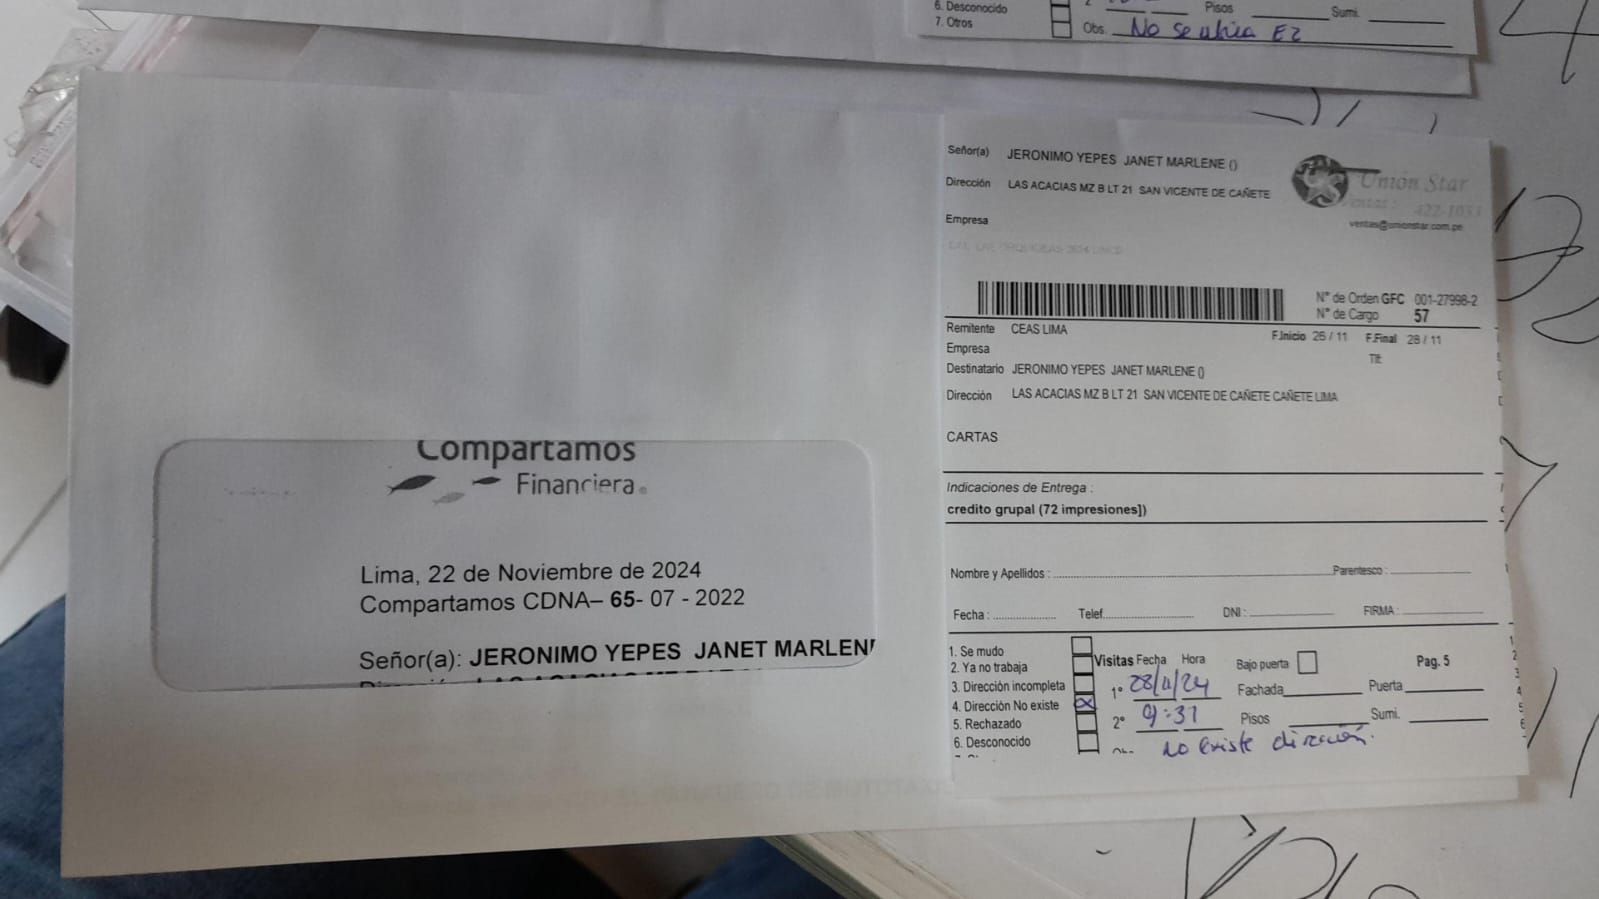 6. Desconocido
7. Otros
Pisos Sumi.
Obs. No se ubica EZ
Señor(a) JERONIMO YEPES JANET MARLENE ()
Dirección LAS ACACIAS MZ B LT 21 SAN VICENTE DE CAÑETE
Empresa
Unión Star
Ventas: 422-1033
ventas@unionstar.com.pe
N° de Orden GFC 001-27998-2
N° de Cargo 57
Remitente CEAS LIMA
F.Inicio 26 / 11 F.Final 28 / 11
Empresa
Tlf:
Destinatario JERONIMO YEPES JANET MARLENE ()
Dirección LAS ACACIAS MZ B LT 21 SAN VICENTE DE CAÑETE CAÑETE LIMA
CARTAS
Indicaciones de Entrega :
credito grupal (72 impresiones])
Nombre y Apellidos : Parentesco :
Fecha : Telef. DNI : FIRMA :
1. Se mudo
2. Ya no trabaja
3. Dirección incompleta
4. Dirección No existe
5. Rechazado
6. Desconocido
Visitas Fecha Hora Bajo puerta Pag. 5
1° 28/11/24 Fachada Puerta
2° 9:31 Pisos Sumi.
No existe dirección.
Compartamos
Financiera
Lima, 22 de Noviembre de 2024
Compartamos CDNA– 65- 07 - 2022
Señor(a): JERONIMO YEPES JANET MARLENE